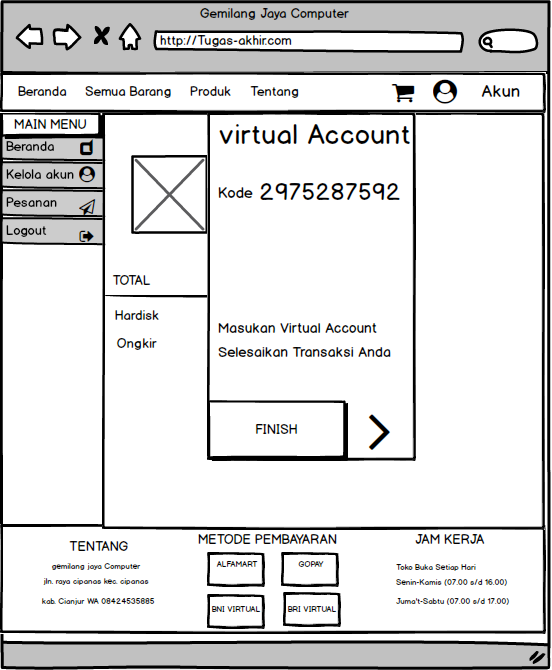 Gemilang Jaya Computer
http://Tugas-akhir.com
Beranda Semua Barang Produk Tentang Akun
MAIN MENU
Beranda
Kelola akun
Pesanan
Logout
virtual Account
Kode 2975287592
TOTAL
Hardisk
Ongkir
Masukan Virtual Account
Selesaikan Transaksi Anda
FINISH
TENTANG
gemilang jaya Computer
jln. raya cipanas kec. cipanas
kab. Cianjur WA 08424535885
METODE PEMBAYARAN
ALFAMART GOPAY
BNI VIRTUAL BRI VIRTUAL
JAM KERJA
Toko Buka Setiap Hari
Senin-Kamis (07.00 s/d 16.00)
Juma't-Sabtu (07.00 s/d 17.00)